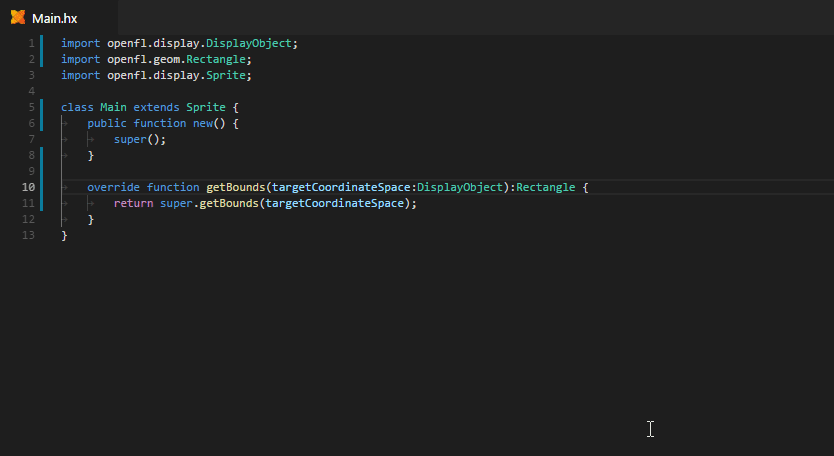 Main.hx
1 import openfl.display.DisplayObject;
2 import openfl.geom.Rectangle;
3 import openfl.display.Sprite;
4
5 class Main extends Sprite {
6 public function new() {
7 super();
8 }
9
10 override function getBounds(targetCoordinateSpace:DisplayObject):Rectangle {
11 return super.getBounds(targetCoordinateSpace);
12 }
13 }